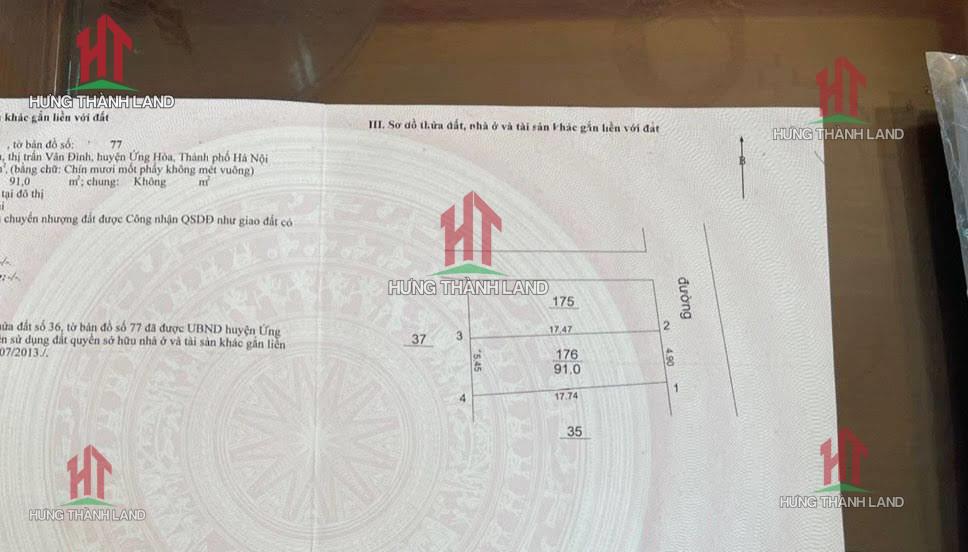 HƯNG THÀNH LAND
HƯNG THÀNH LAND
khác gắn liền với đất
III. Sơ đồ thửa đất, nhà ở và tài sản khác gắn liền với đất
, tờ bản đồ số: 77
, thị trấn Vân Đình, huyện Ứng Hòa, Thành phố Hà Nội
(bằng chữ: Chín mươi mốt phẩy không mét vuông)
91,0 m²; chung: Không m²
tại đô thị
chuyển nhượng đất được Công nhận QSDĐ như giao đất có
B
HƯNG THÀNH LAND
đường
175
17.47
2
3
37
5.45
176
91.0
4.90
1
4
17.74
35
đất số 36, tờ bản đồ số 77 đã được UBND huyện Ứng
sử dụng đất quyền sở hữu nhà ở và tài sản khác gắn liền
07/2013./.
HƯNG THÀNH LAND
HƯNG THÀNH LAND